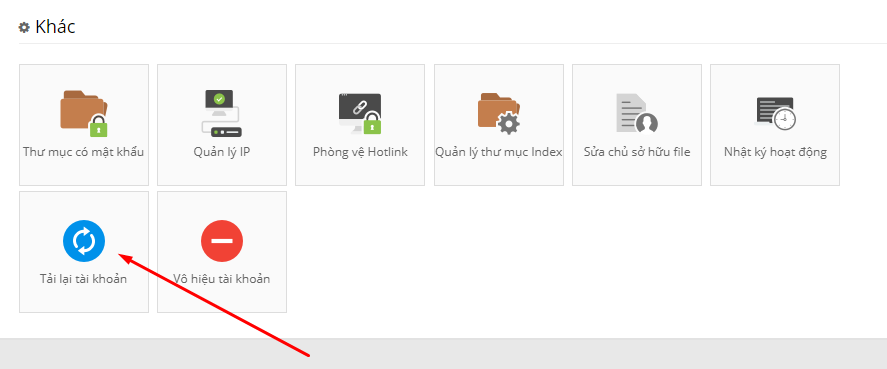 Khác
Thư mục có mật khẩu
Quản lý IP
Phòng vệ Hotlink
Quản lý thư mục Index
Sửa chủ sở hữu file
Nhật ký hoạt động
Tải lại tài khoản
Vô hiệu tài khoản